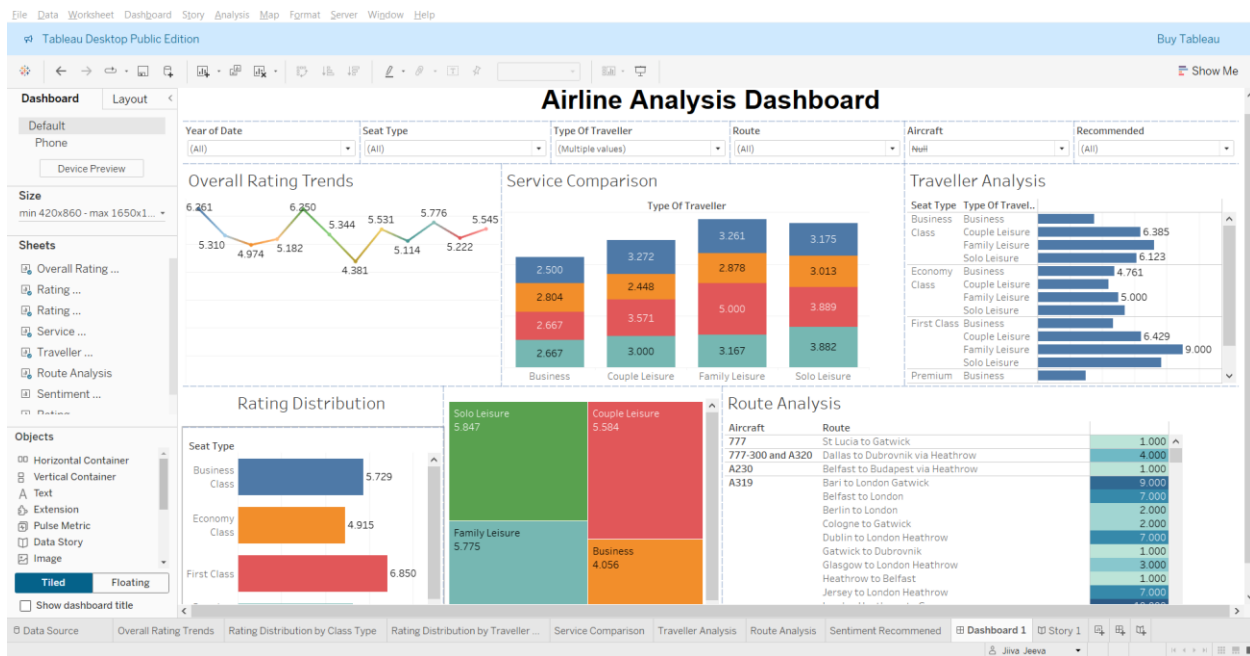 File Data Worksheet Dashboard Story Analysis Map Format Server Window Help
Tableau Desktop Public Edition Buy Tableau
Show Me
Dashboard Layout
Default
Phone
Device Preview
Size
min 420x860 - max 1650x1...
Sheets
Overall Rating ...
Rating ...
Rating ...
Service ...
Traveller ...
Route Analysis
Sentiment ...
Objects
Horizontal Container
Vertical Container
Text
Extension
Pulse Metric
Data Story
Image
Tiled Floating
Show dashboard title
Airline Analysis Dashboard
Year of Date Seat Type Type Of Traveller Route Aircraft Recommended
(All) (All) (Multiple values) (All) Null (All)
Overall Rating Trends
6.261 5.310 4.974 5.182 6.250 5.344 4.381 5.531 5.114 5.776 5.222 5.545
Service Comparison
Type Of Traveller
2.500 3.272 3.261 3.175
2.804 2.448 2.878 3.013
2.667 3.571 5.000 3.889
2.667 3.000 3.167 3.882
Business Couple Leisure Family Leisure Solo Leisure
Traveller Analysis
Seat Type Type Of Travel..
Business Class Business
Couple Leisure 6.385
Family Leisure
Solo Leisure 6.123
Economy Class Business 4.761
Couple Leisure
Family Leisure 5.000
Solo Leisure
First Class Business
Couple Leisure 6.429
Family Leisure 9.000
Solo Leisure
Premium Business
Rating Distribution
Seat Type
Business Class 5.729
Economy Class 4.915
First Class 6.850
Solo Leisure
5.847
Couple Leisure
5.584
Family Leisure
5.775
Business
4.056
Route Analysis
Aircraft Route
777 St Lucia to Gatwick 1.000
777-300 and A320 Dallas to Dubrovnik via Heathrow 4.000
A230 Belfast to Budapest via Heathrow 1.000
A319 Bari to London Gatwick 9.000
Belfast to London 7.000
Berlin to London 2.000
Cologne to Gatwick 2.000
Dublin to London Heathrow 7.000
Gatwick to Dubrovnik 1.000
Glasgow to London Heathrow 3.000
Heathrow to Belfast 1.000
Jersey to London Heathrow 7.000
Data Source Overall Rating Trends Rating Distribution by Class Type Rating Distribution by Traveller ... Service Comparison Traveller Analysis Route Analysis Sentiment Recommened Dashboard 1 Story 1
Jiiva Jeeva